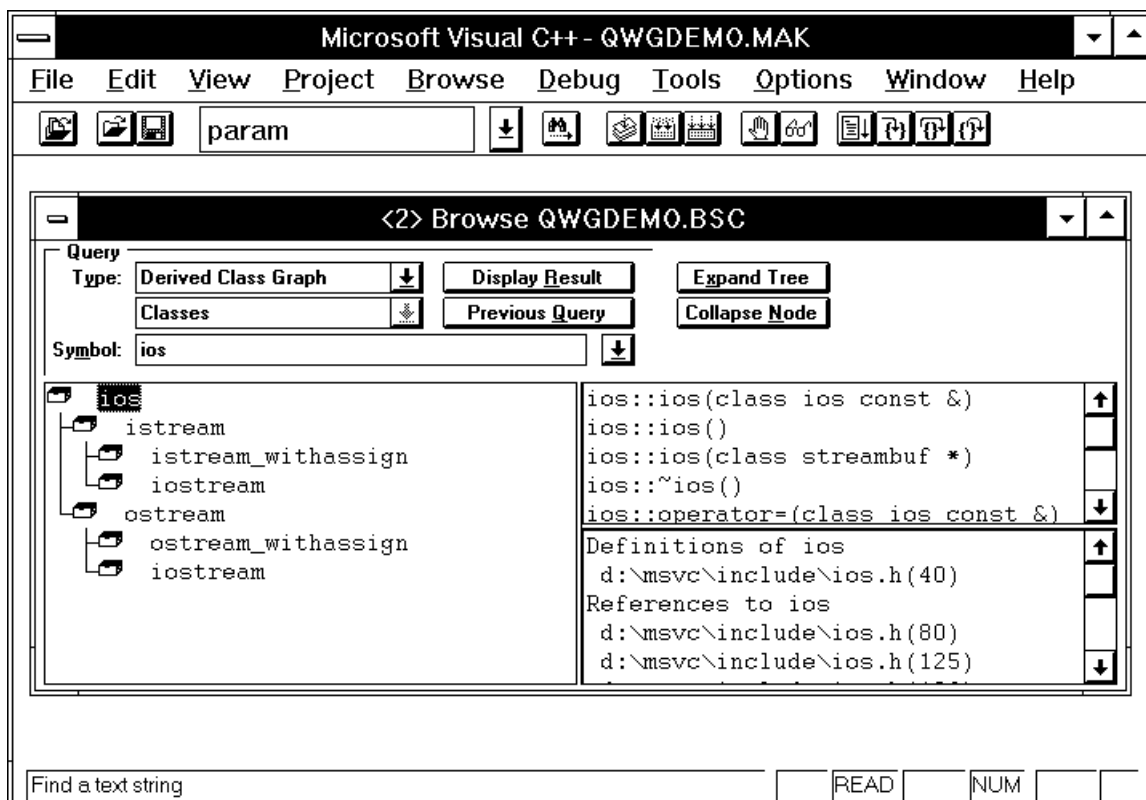 Microsoft Visual C++ - QWGDEMO.MAK
File Edit View Project Browse Debug Tools Options Window Help
param
<2> Browse QWGDEMO.BSC
Query
Type: Derived Class Graph Display Result Expand Tree
Classes Previous Query Collapse Node
Symbol: ios
ios
istream
istream_withassign
iostream
ostream
ostream_withassign
iostream
ios::ios(class ios const &)
ios::ios()
ios::ios(class streambuf *)
ios::~ios()
ios::operator=(class ios const &)
Definitions of ios
d:\msvc\include\ios.h(40)
References to ios
d:\msvc\include\ios.h(80)
d:\msvc\include\ios.h(125)
Find a text string READ NUM